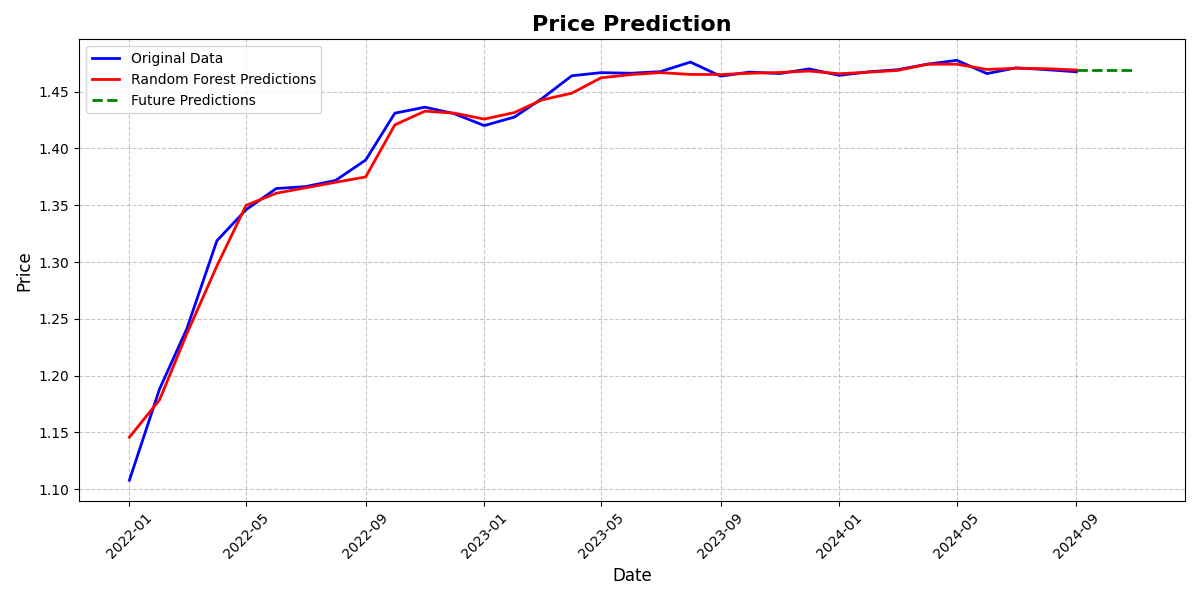 Price Prediction
Original Data
Random Forest Predictions
Future Predictions
Price
1.45
1.40
1.35
1.30
1.25
1.20
1.15
1.10
2022-01
2022-05
2022-09
2023-01
2023-05
2023-09
2024-01
2024-05
2024-09
Date